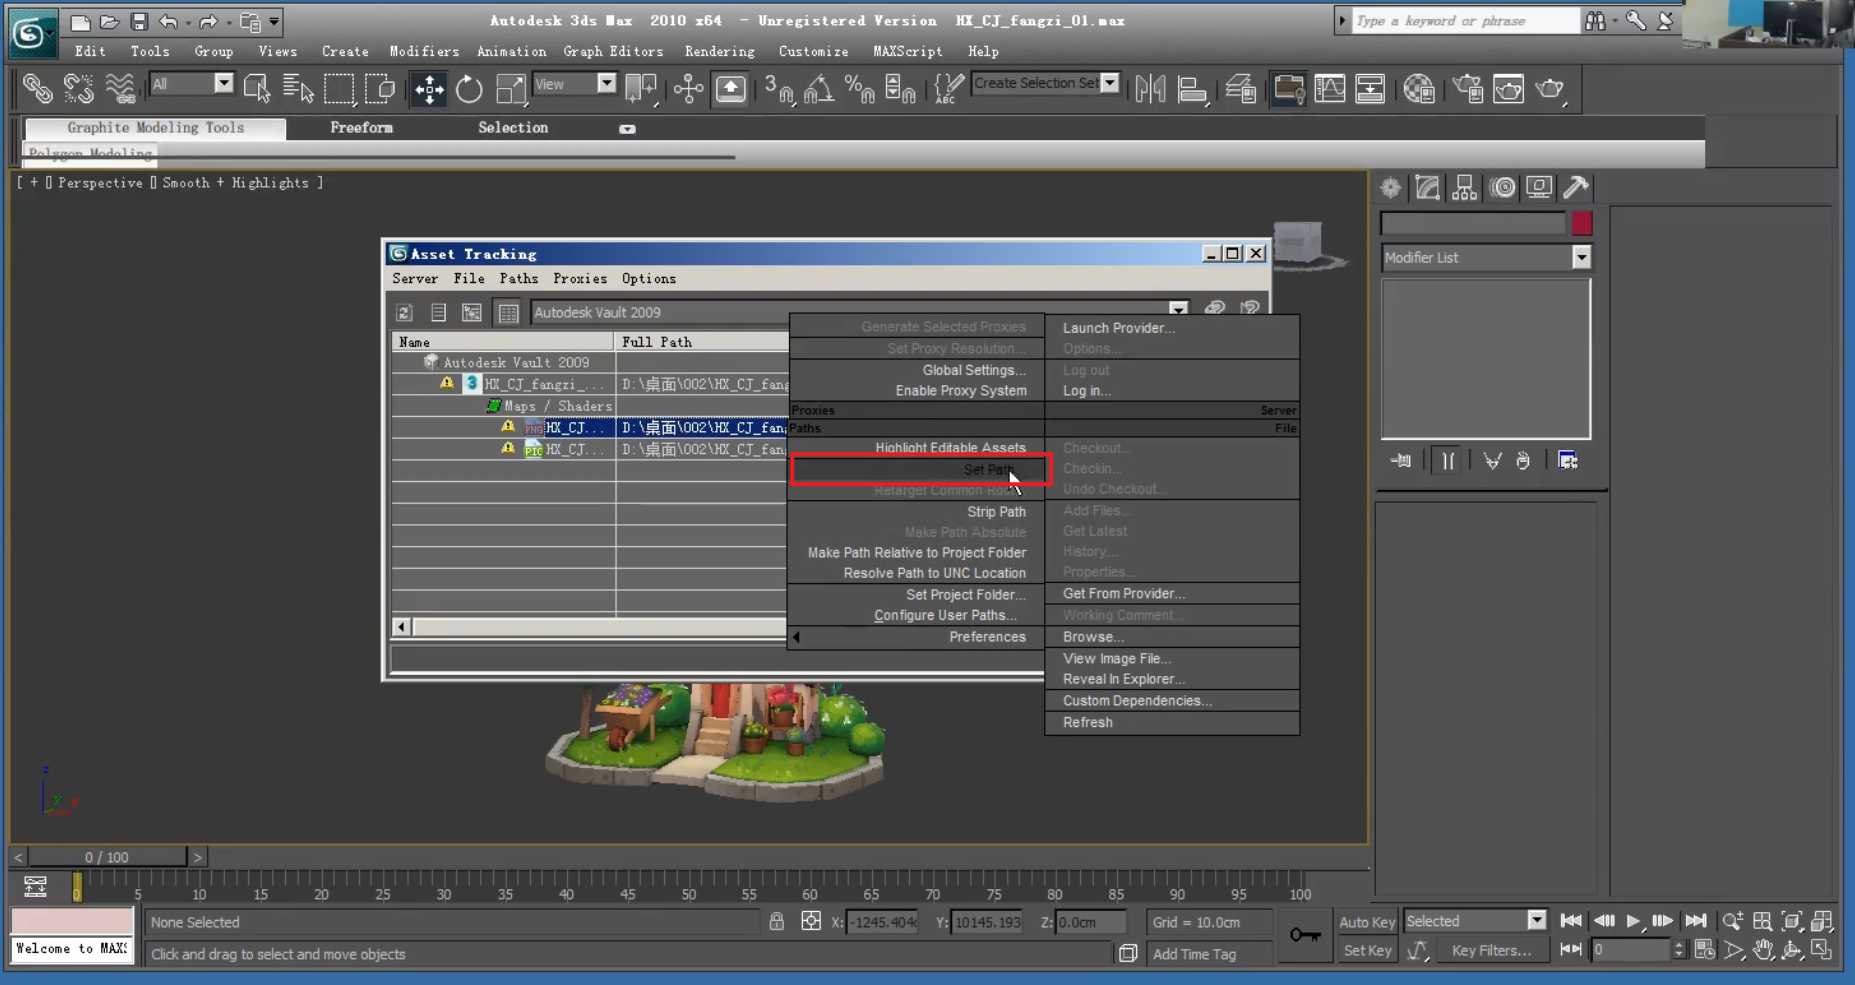 Autodesk 3ds Max 2010 x64 - Unregistered Version HX_CJ_fangzi_01.max
Type a keyword or phrase
Edit Tools Group Views Create Modifiers Animation Graph Editors Rendering Customize MAXScript Help
All
View
3
ABC
Create Selection Set
Graphite Modeling Tools Freeform Selection
Polygon Modeling
[ + [] Perspective [] Smooth + Highlights ]
Modifier List
Asset Tracking
Server File Paths Proxies Options
Autodesk Vault 2009
Name Full Path
Autodesk Vault 2009
HX_CJ_fangzi_... D:\桌面\002\HX_CJ_fang
Maps / Shaders
PNG HX_CJ... D:\桌面\002\HX_CJ_fang
PIC HX_CJ... D:\桌面\002\HX_CJ_fang
Generate Selected Proxies
Set Proxy Resolution...
Global Settings...
Enable Proxy System
Proxies
Paths
Highlight Editable Assets
Set Path
Strip Path
Make Path Absolute
Make Path Relative to Project Folder
Resolve Path to UNC Location
Set Project Folder...
Configure User Paths...
Preferences
Launch Provider...
Options...
Log out
Log in...
Server
File
Checkout...
Checkin...
Undo Checkout...
Add Files...
Get Latest
History...
Properties...
Get From Provider...
Working Comment...
Browse...
View Image File...
Reveal In Explorer...
Custom Dependencies...
Refresh
z
y
x
< 0 / 100 >
0 5 10 15 20 25 30 35 40 45 50 55 60 65 70 75 80 85 90 95 100
None Selected X: -1245.404 Y: 10145.193 Z: 0.0cm Grid = 10.0cm Auto Key Selected
Welcome to MAX Click and drag to select and move objects Add Time Tag Set Key Key Filters... 0